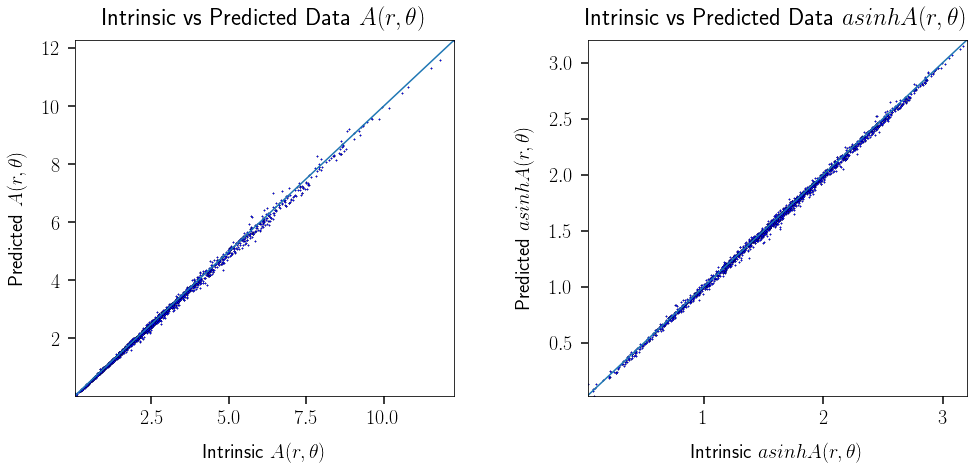 Intrinsic vs Predicted Data A(r, θ)
Predicted A(r, θ)
12
10
8
6
4
2
2.5 5.0 7.5 10.0
Intrinsic A(r, θ)
Intrinsic vs Predicted Data asinhA(r, θ)
Predicted asinhA(r, θ)
3.0
2.5
2.0
1.5
1.0
0.5
1 2 3
Intrinsic asinhA(r, θ)